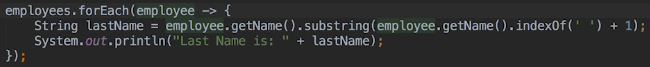 employees.forEach(employee -> {
    String lastName = employee.getName().substring(employee.getName().indexOf(' ') + 1);
    System.out.println("Last Name is: " + lastName);
});